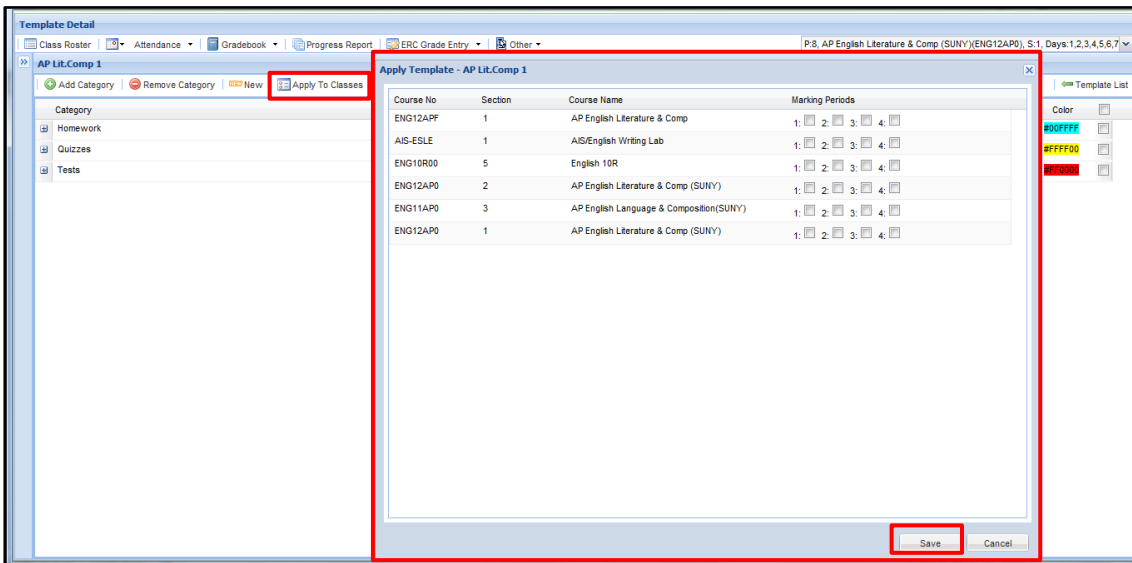 Template Detail
Class Roster Attendance Gradebook Progress Report ERC Grade Entry Other P:8, AP English Literature & Comp (SUNY)(ENG12AP0), S:1, Days:1,2,3,4,5,6,7
AP Lit.Comp 1
Add Category Remove Category New Apply To Classes Template List
Category Color
Homework #00FFFF
Quizzes #FFFF00
Tests #FF0000
Apply Template - AP Lit.Comp 1
Course No Section Course Name Marking Periods
ENG12APF 1 AP English Literature & Comp 1: 2: 3: 4:
AIS-ESLE 1 AIS/English Writing Lab 1: 2: 3: 4:
ENG10R00 5 English 10R 1: 2: 3: 4:
ENG12AP0 2 AP English Literature & Comp (SUNY) 1: 2: 3: 4:
ENG11AP0 3 AP English Language & Composition(SUNY) 1: 2: 3: 4:
ENG12AP0 1 AP English Literature & Comp (SUNY) 1: 2: 3: 4:
Save Cancel